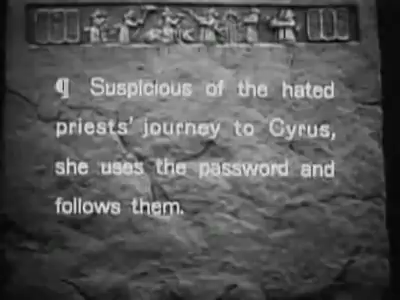 ¶ Suspicious of the hated
priests' journey to Cyrus,
she uses the password and
follows them.